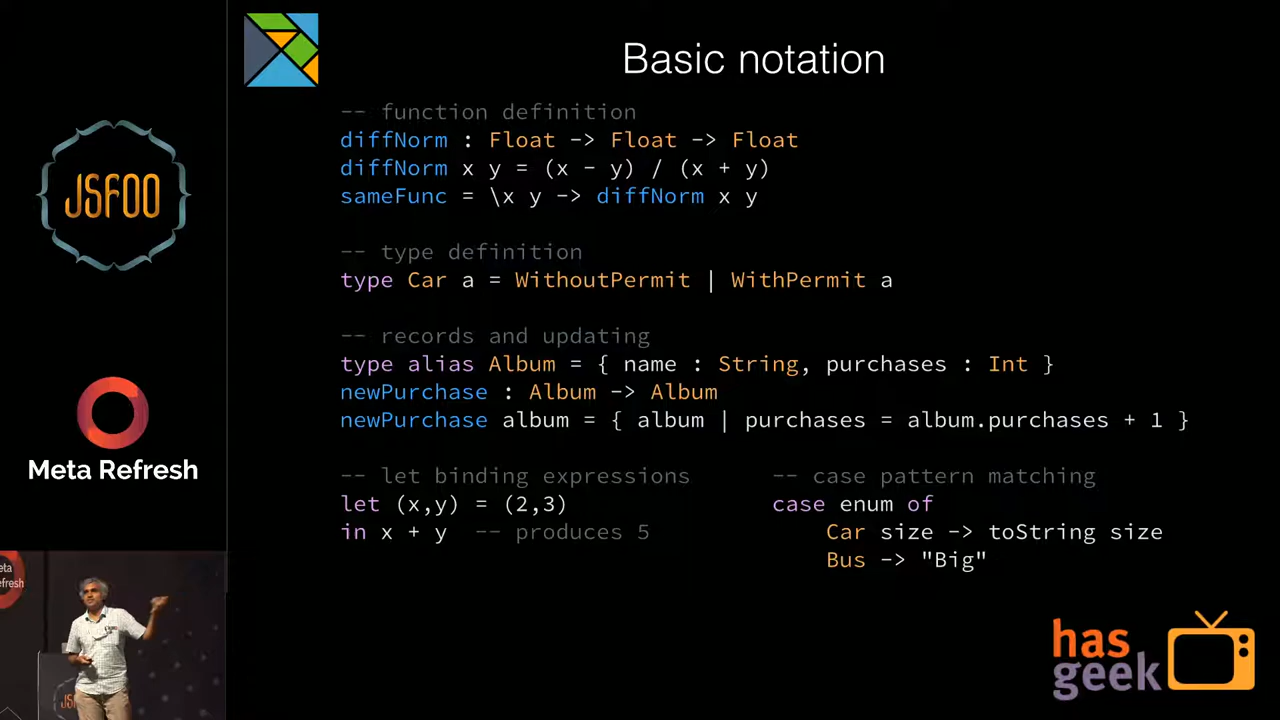 Basic notation
-- function definition
diffNorm : Float -> Float -> Float
diffNorm x y = (x - y) / (x + y)
sameFunc = \x y -> diffNorm x y
-- type definition
type Car a = WithoutPermit | WithPermit a
-- records and updating
type alias Album = { name : String, purchases : Int }
newPurchase : Album -> Album
newPurchase album = { album | purchases = album.purchases + 1 }
-- let binding expressions
let (x,y) = (2,3)
in x + y -- produces 5
-- case pattern matching
case enum of
Car size -> toString size
Bus -> "Big"
JSFOO
Meta Refresh
eta
Refresh
JSF
has
geek